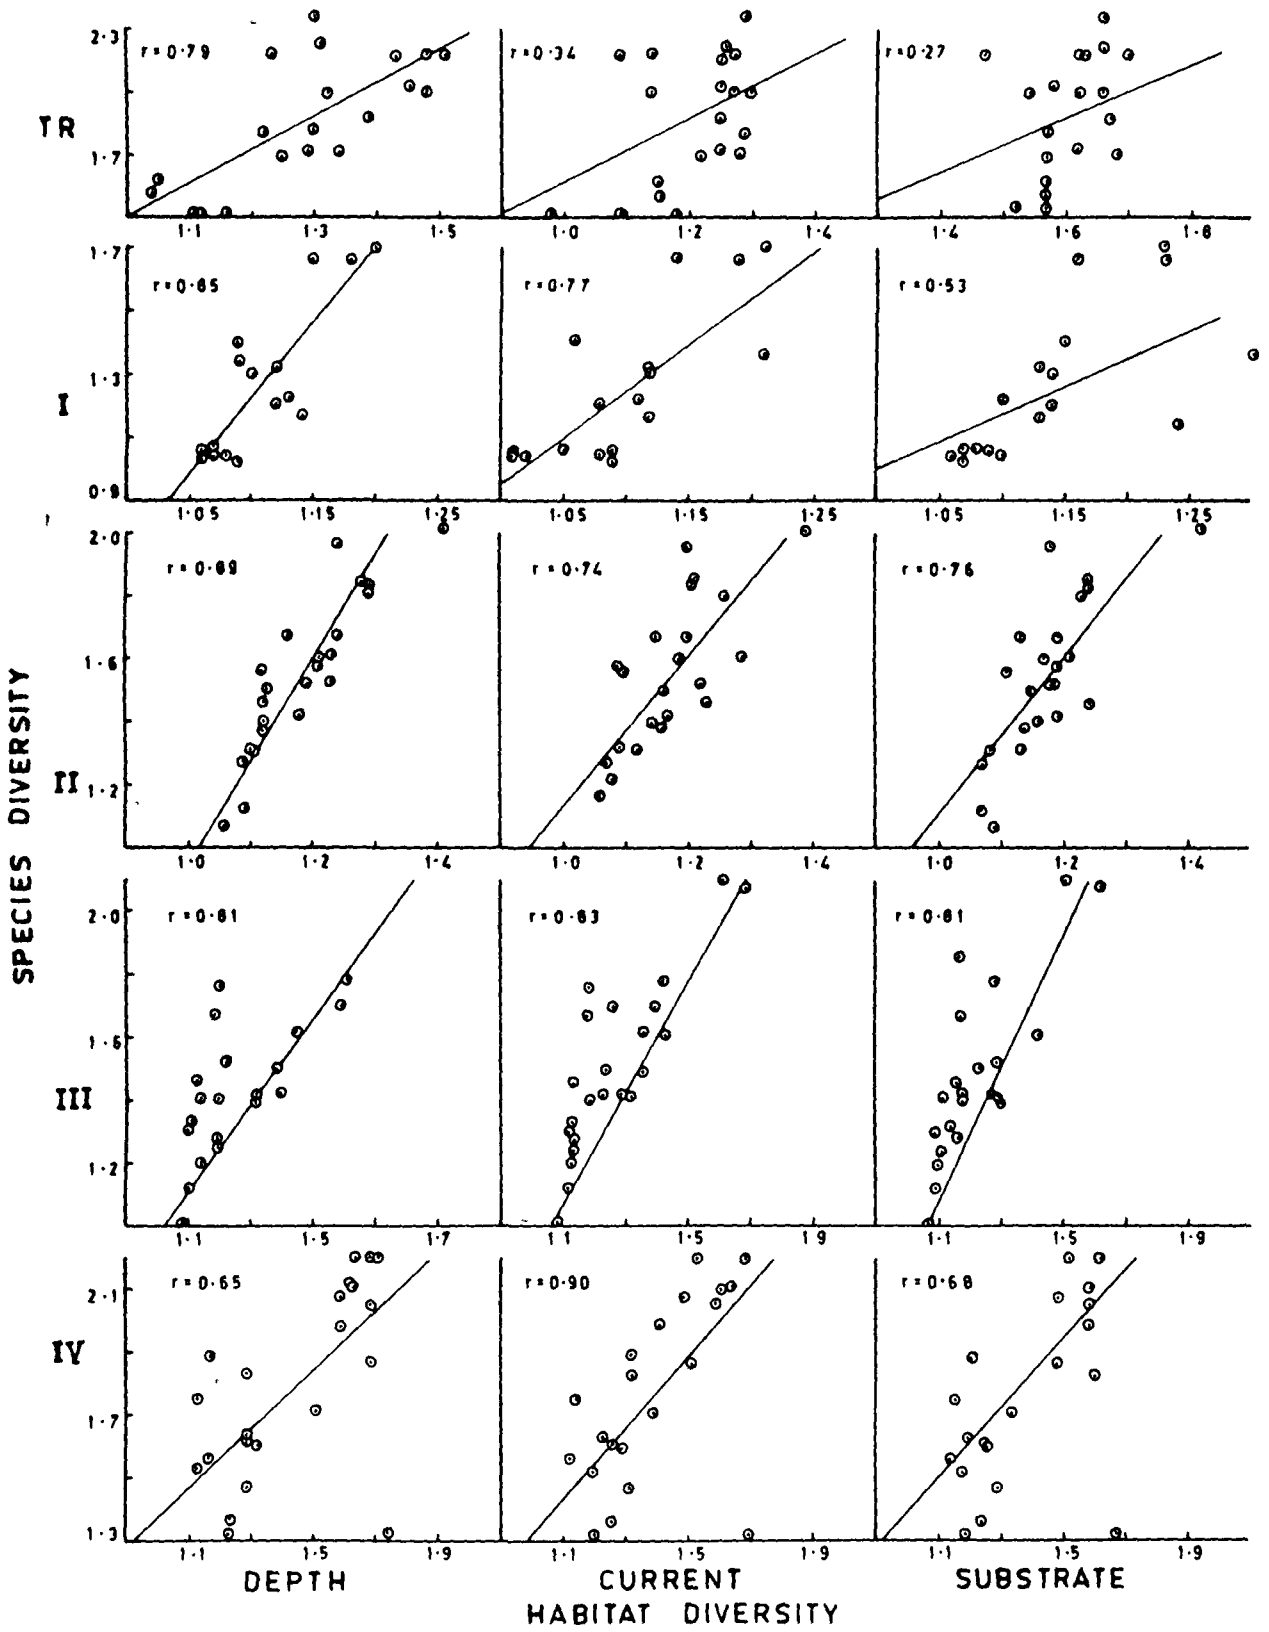 TR
2.3
1.7
r=0.79
r=0.34
r=0.27
1.1 1.3 1.5
1.0 1.2 1.4
1.4 1.6 1.8
I
1.7
1.3
0.9
r=0.85
r=0.77
r=0.53
1.05 1.15 1.25
1.05 1.15 1.25
1.05 1.15 1.25
II
2.0
1.6
1.2
r=0.89
r=0.74
r=0.76
1.0 1.2 1.4
1.0 1.2 1.4
1.0 1.2 1.4
III
2.0
1.6
1.2
r=0.81
r=0.83
r=0.81
1.1 1.5 1.7
1.1 1.5 1.9
1.1 1.5 1.9
IV
2.1
1.7
1.3
r=0.65
r=0.90
r=0.68
1.1 1.5 1.9
1.1 1.5 1.9
1.1 1.5 1.9
SPECIES DIVERSITY
DEPTH
CURRENT
SUBSTRATE
HABITAT DIVERSITY